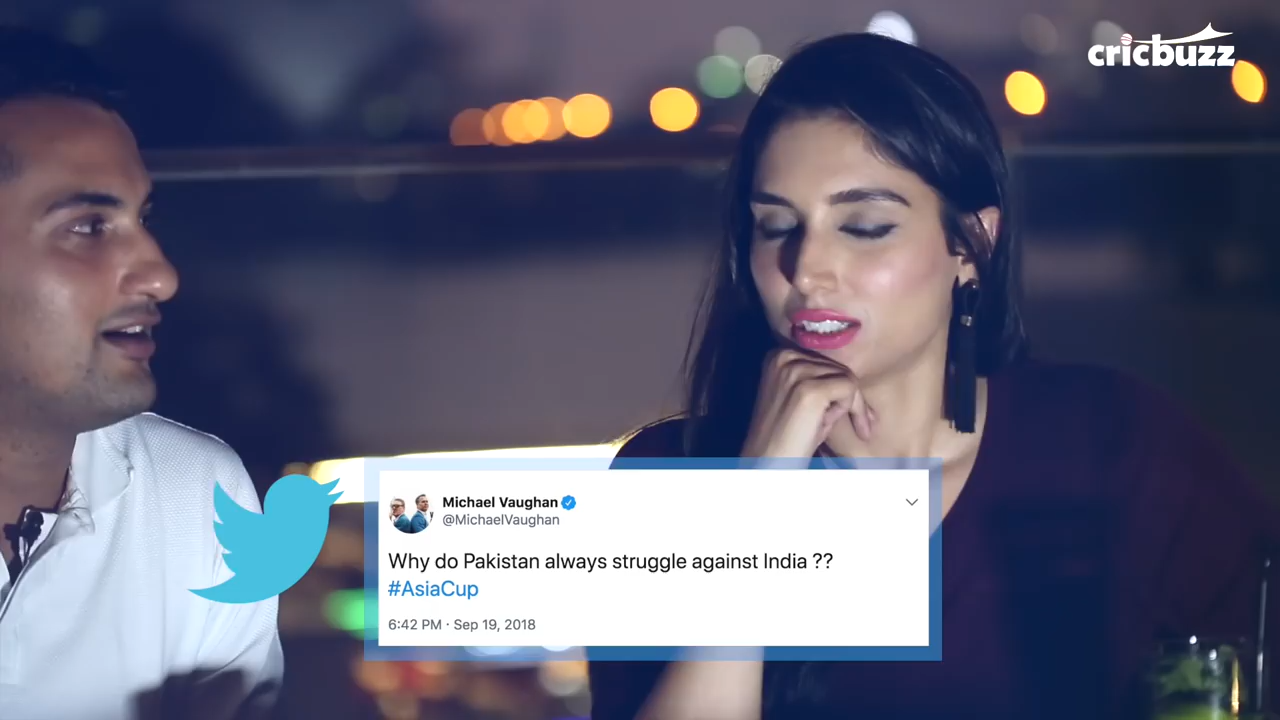 cricbuzz
Michael Vaughan
@MichaelVaughan
Why do Pakistan always struggle against India ??
#AsiaCup
6:42 PM · Sep 19, 2018